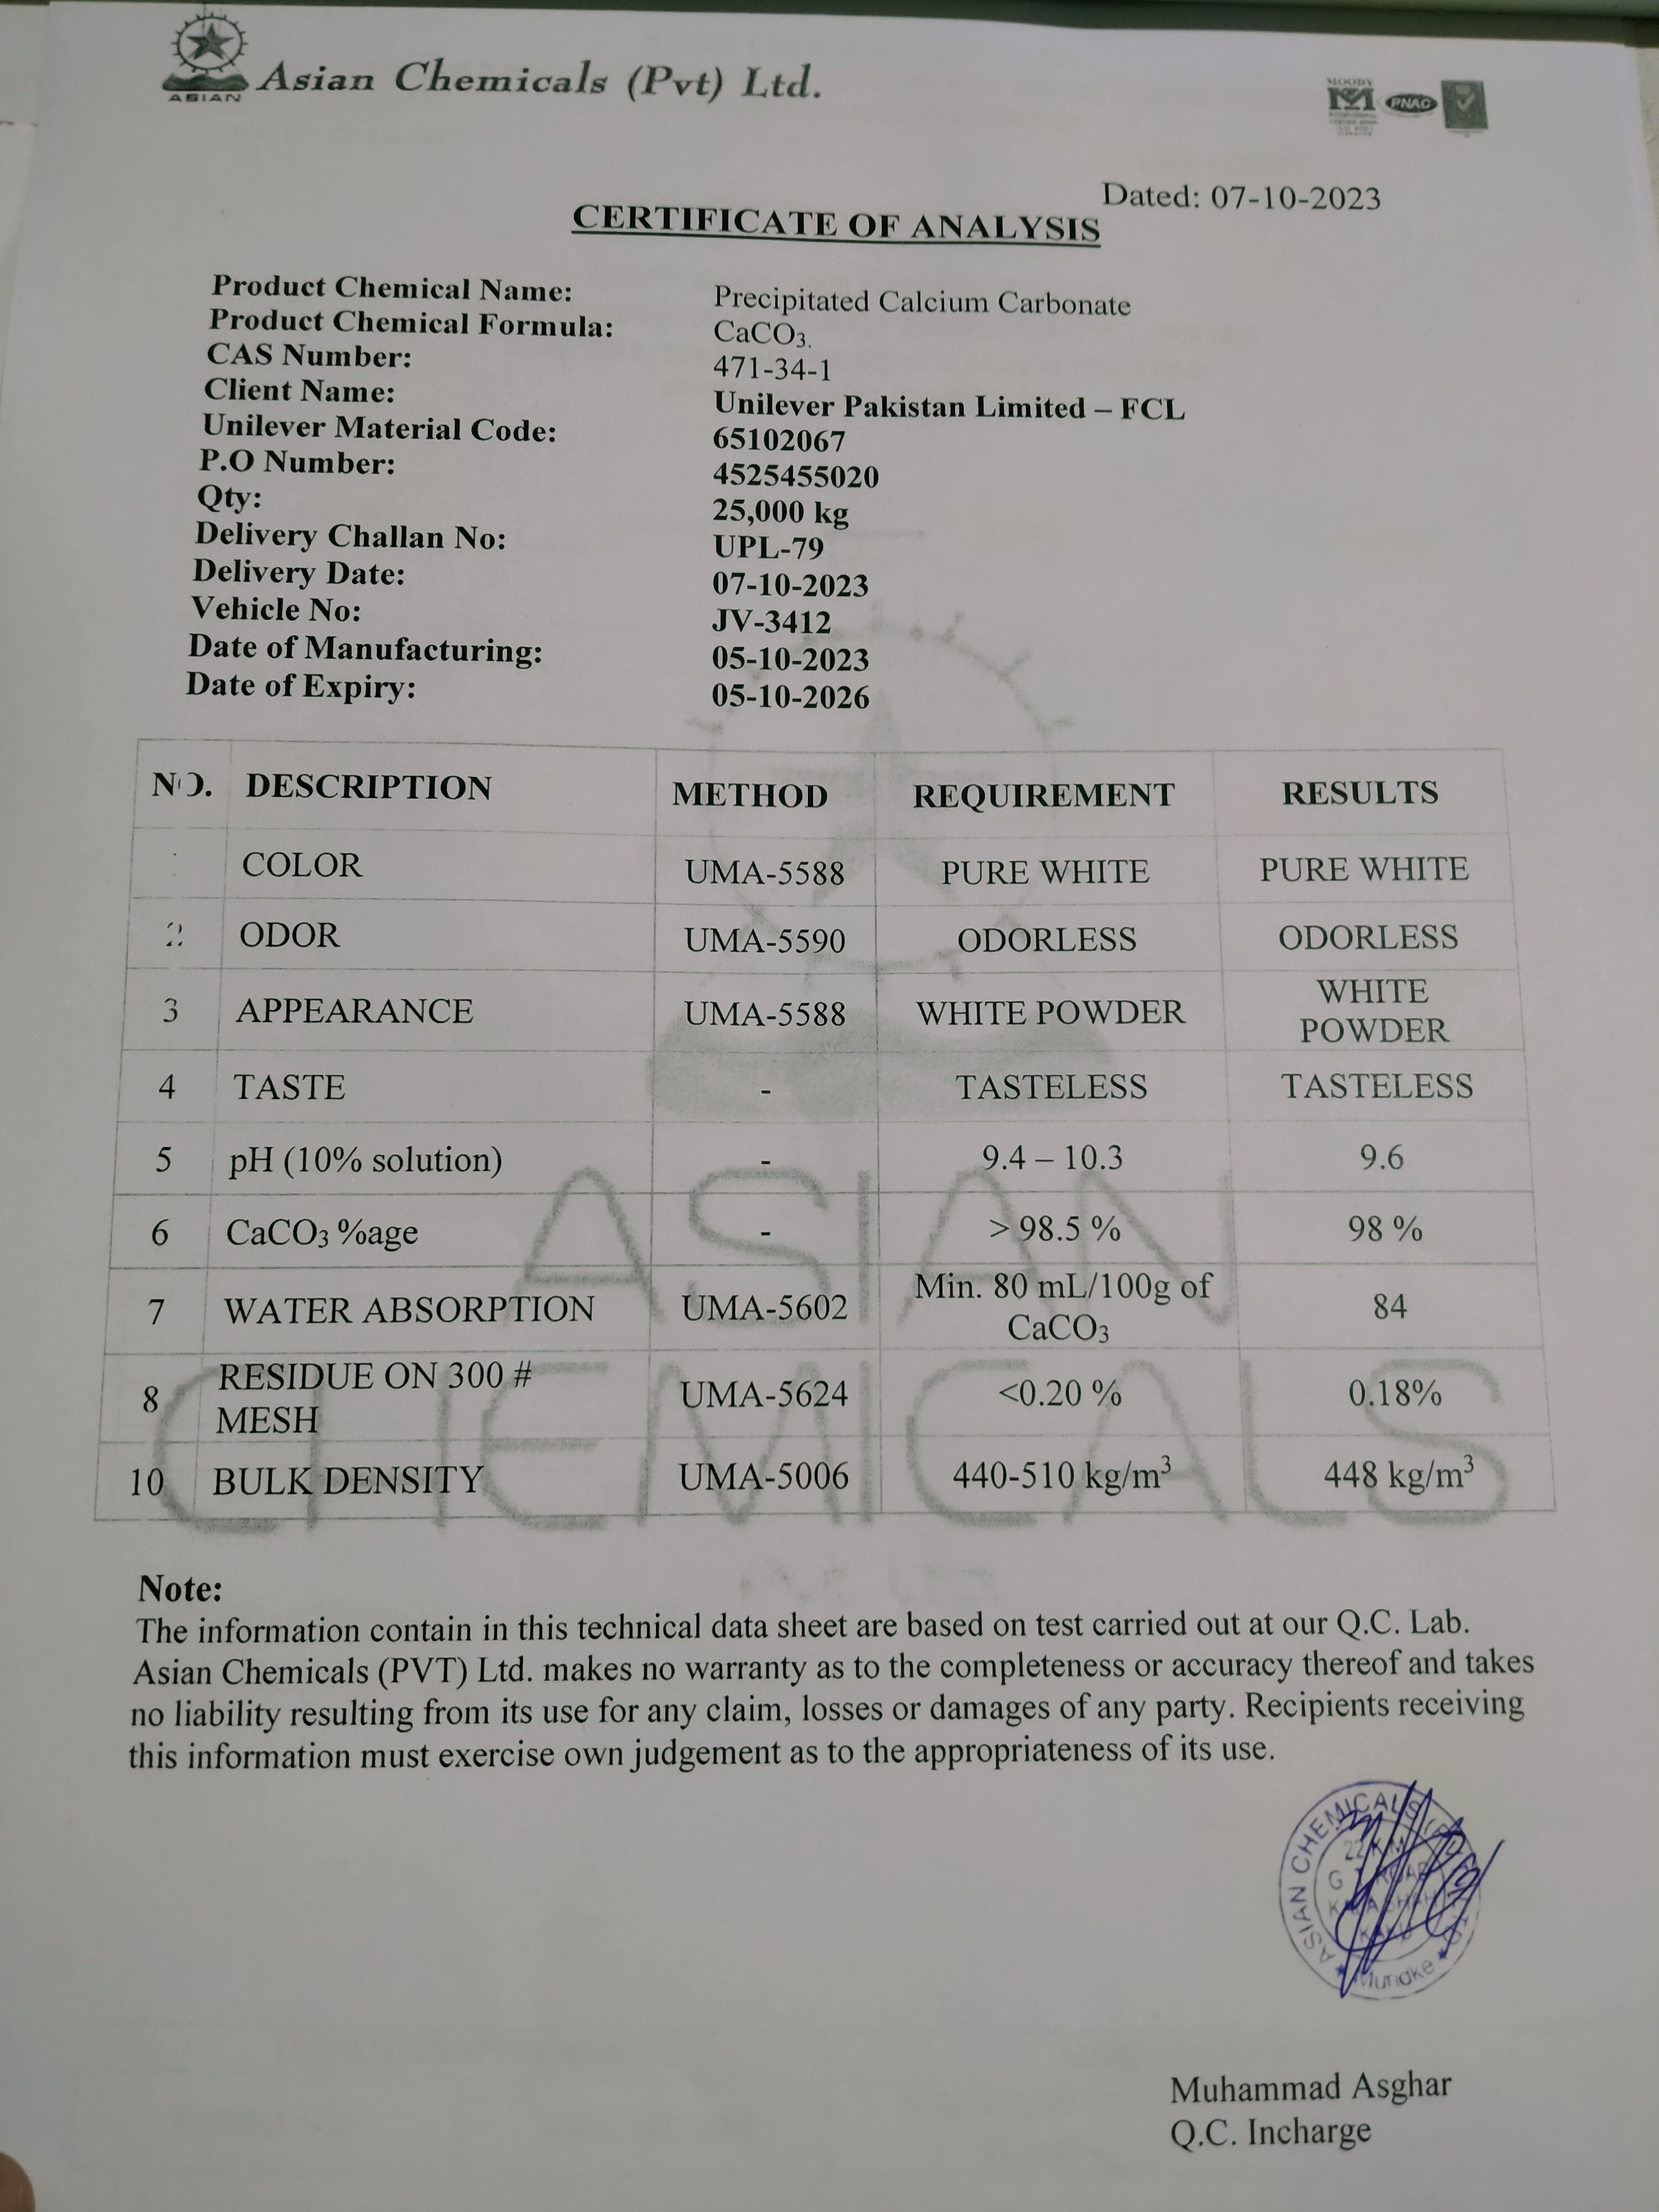 Asian Chemicals (Pvt) Ltd.
ASIAN
MOODY
PNAC
Dated: 07-10-2023
CERTIFICATE OF ANALYSIS
Product Chemical Name: Precipitated Calcium Carbonate
Product Chemical Formula: CaCO3.
CAS Number: 471-34-1
Client Name: Unilever Pakistan Limited – FCL
Unilever Material Code: 65102067
P.O Number: 4525455020
Qty: 25,000 kg
Delivery Challan No: UPL-79
Delivery Date: 07-10-2023
Vehicle No: JV-3412
Date of Manufacturing: 05-10-2023
Date of Expiry: 05-10-2026
NO. DESCRIPTION METHOD REQUIREMENT RESULTS
COLOR UMA-5588 PURE WHITE PURE WHITE
2 ODOR UMA-5590 ODORLESS ODORLESS
3 APPEARANCE UMA-5588 WHITE POWDER WHITE
POWDER
4 TASTE - TASTELESS TASTELESS
5 pH (10% solution) - 9.4 – 10.3 9.6
6 CaCO3 %age - > 98.5 % 98 %
7 WATER ABSORPTION UMA-5602 Min. 80 mL/100g of 84
CaCO3
8 RESIDUE ON 300 # UMA-5624 <0.20 % 0.18%
MESH
10 BULK DENSITY UMA-5006 440-510 kg/m³ 448 kg/m³
ASIAN
CHEMICALS
Note:
The information contain in this technical data sheet are based on test carried out at our Q.C. Lab.
Asian Chemicals (PVT) Ltd. makes no warranty as to the completeness or accuracy thereof and takes
no liability resulting from its use for any claim, losses or damages of any party. Recipients receiving
this information must exercise own judgement as to the appropriateness of its use.
ASIAN CHEMICALS
22 KM
Muridke
Muhammad Asghar
Q.C. Incharge